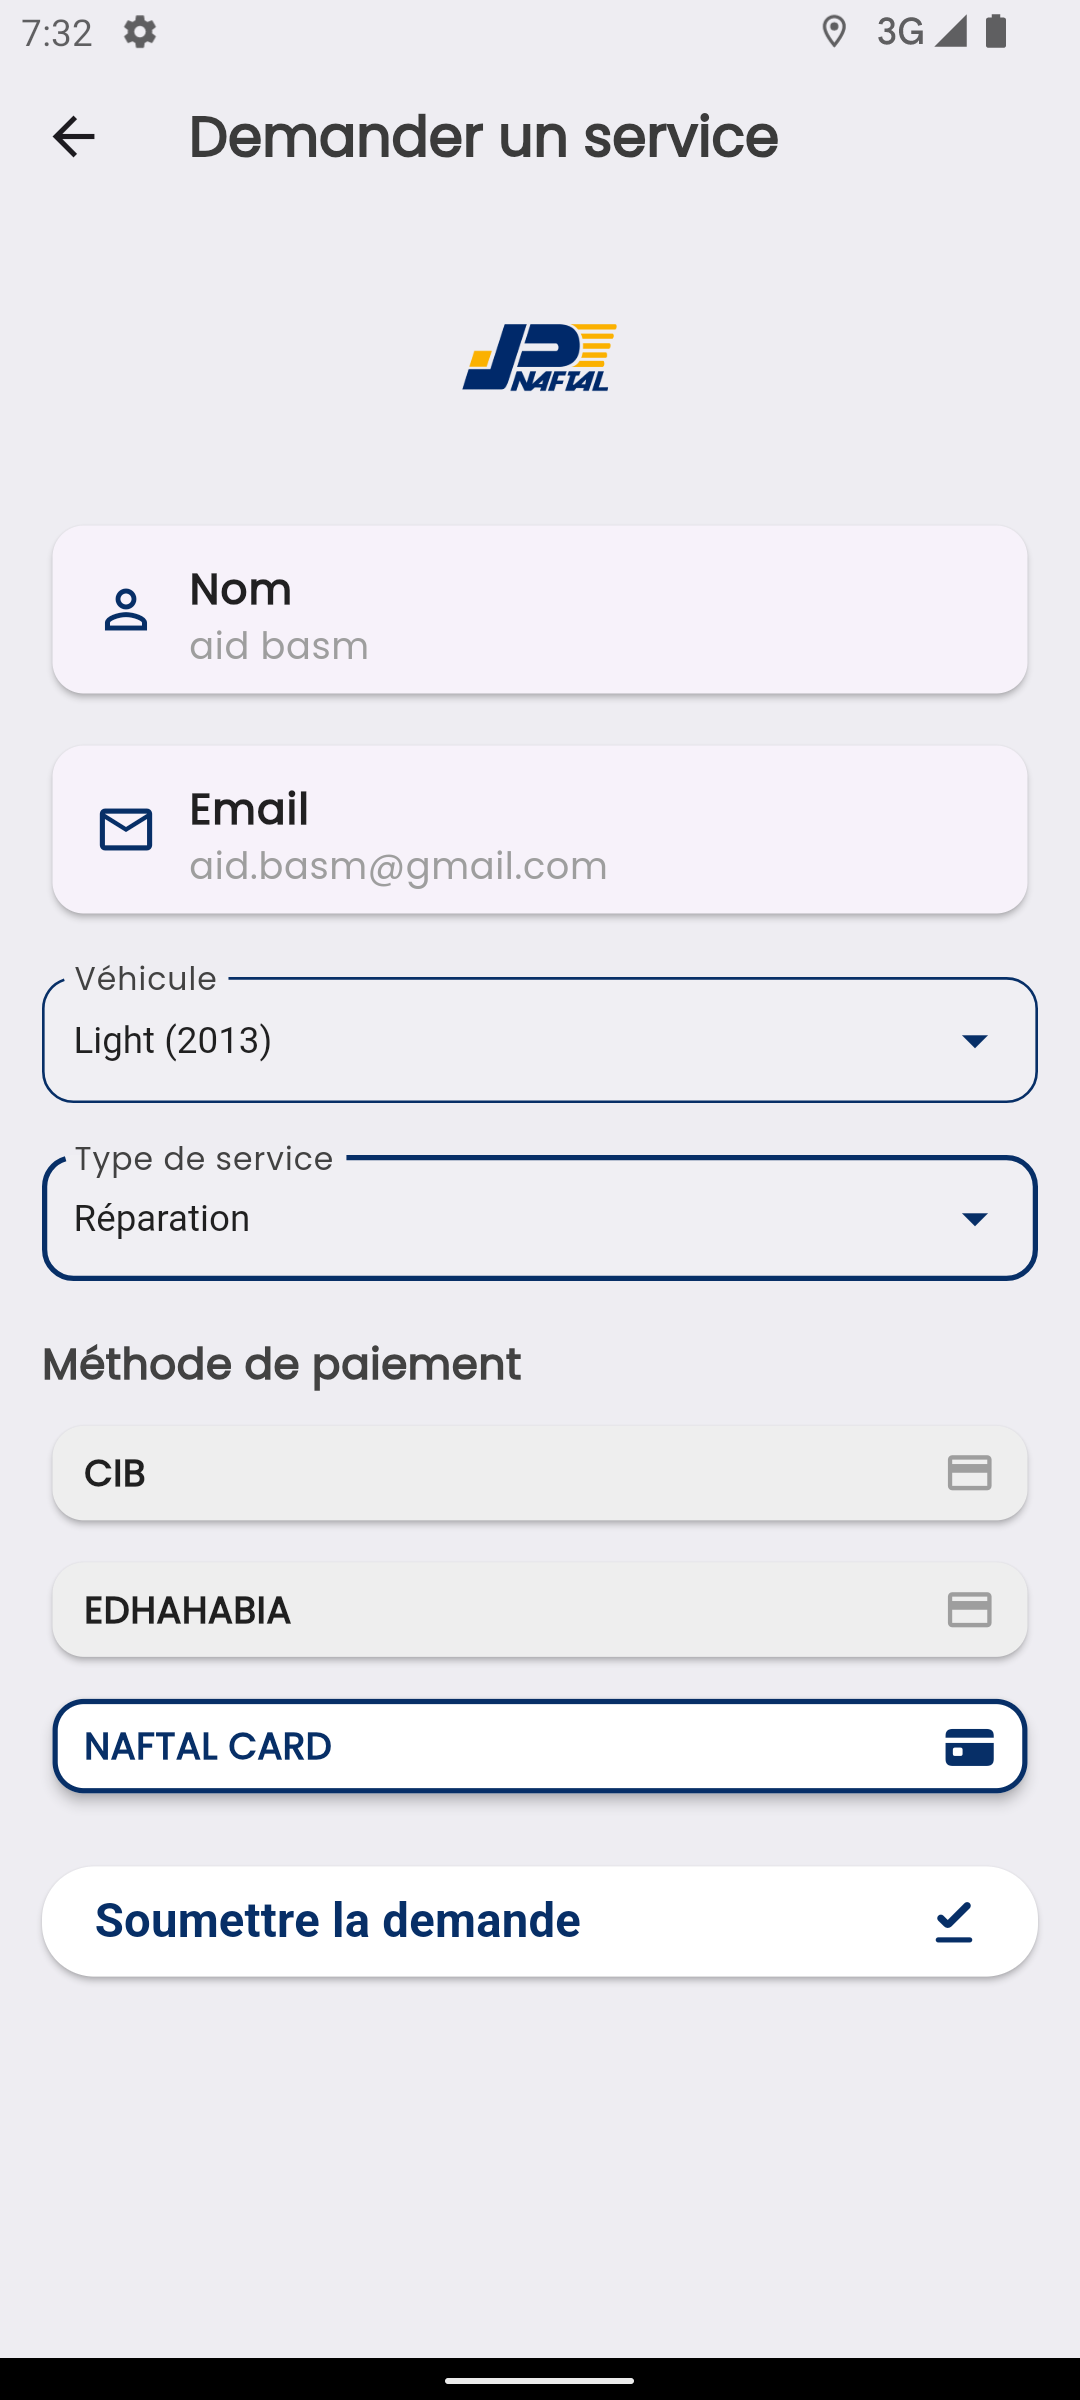 7:32
3G
Demander un service
NAFTAL
Nom
aid basm
Email
aid.basm@gmail.com
Véhicule
Light (2013)
Type de service
Réparation
Méthode de paiement
CIB
EDHAHABIA
NAFTAL CARD
Soumettre la demande